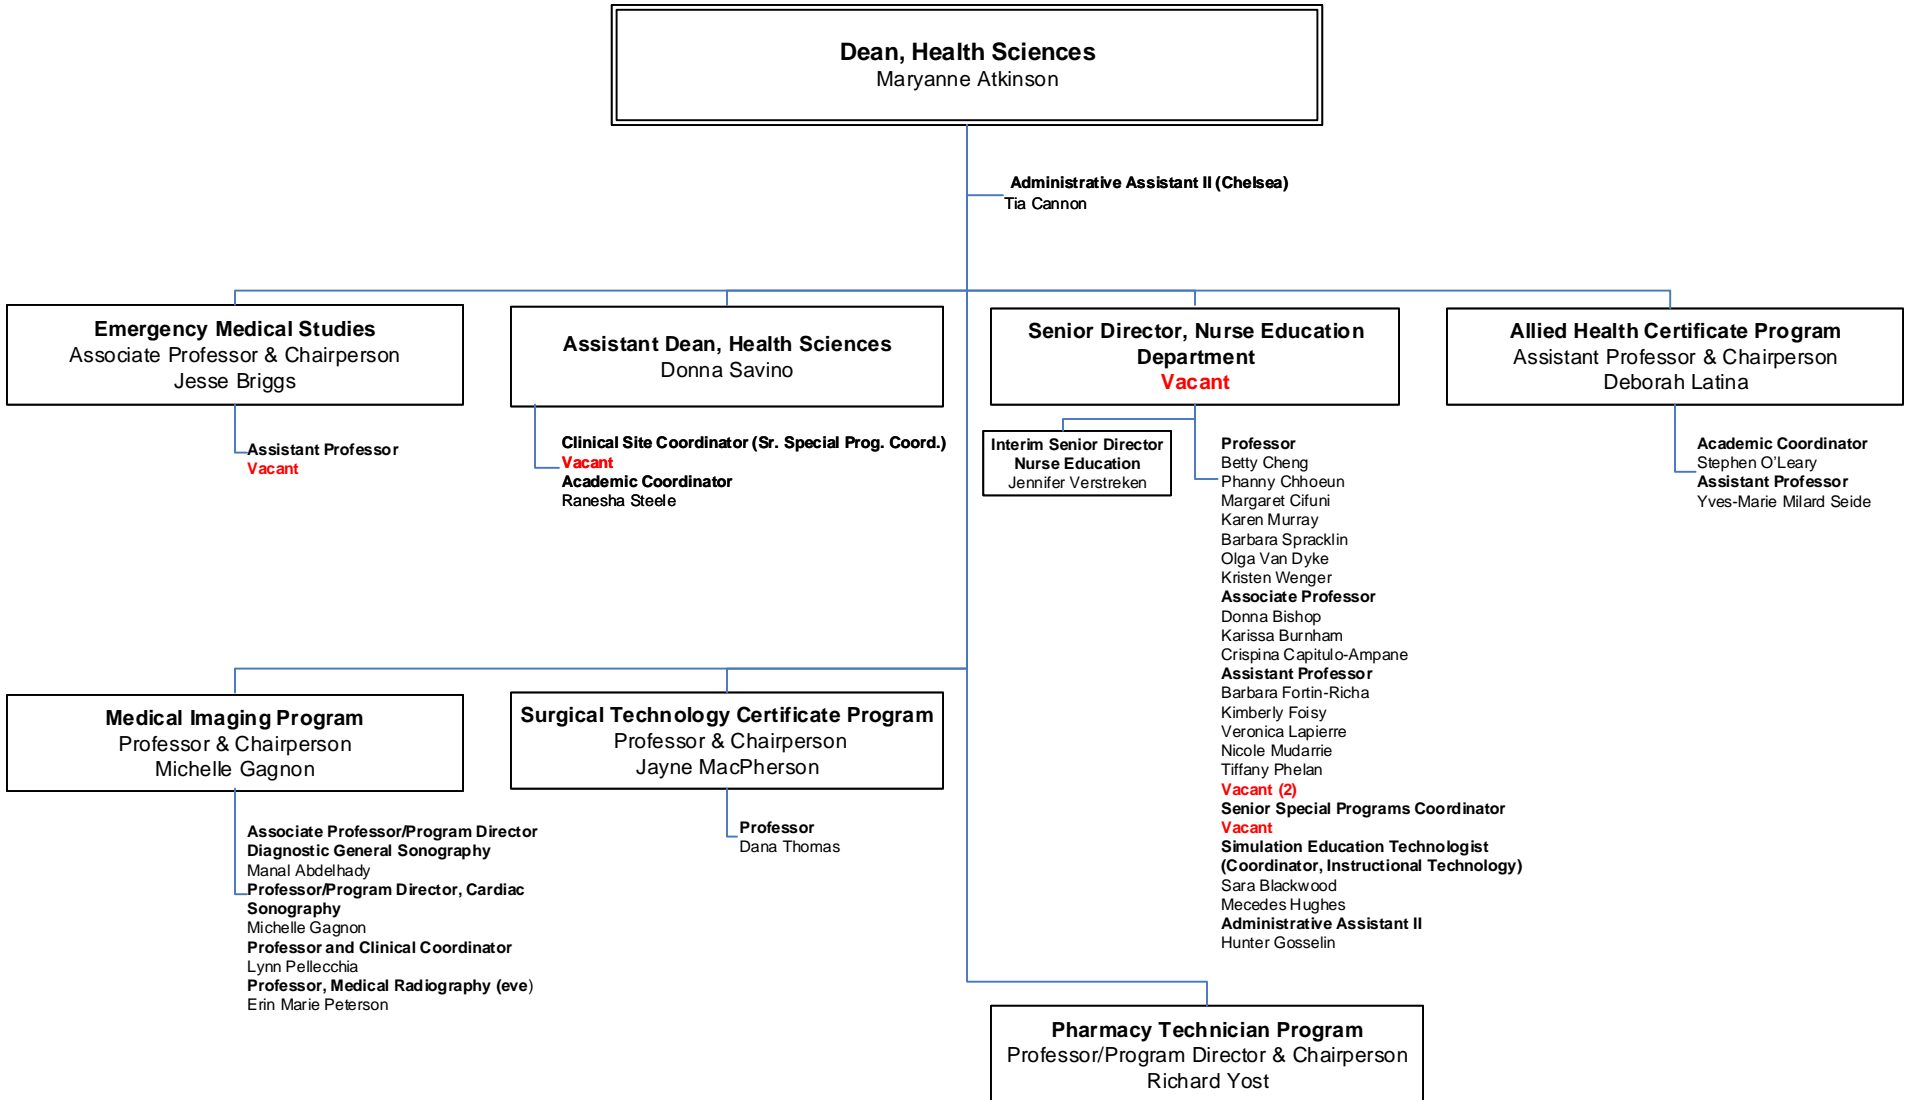 Dean, Health Sciences
Maryanne Atkinson
Administrative Assistant II (Chelsea)
Tia Cannon
Emergency Medical Studies
Associate Professor & Chairperson
Jesse Briggs
Assistant Professor
Vacant
Assistant Dean, Health Sciences
Donna Savino
Clinical Site Coordinator (Sr. Special Prog. Coord.)
Vacant
Academic Coordinator
Ranesha Steele
Senior Director, Nurse Education
Department
Vacant
Interim Senior Director
Nurse Education
Jennifer Verstreken
Professor
Betty Cheng
Phanny Chhoeun
Margaret Cifuni
Karen Murray
Barbara Spracklin
Olga Van Dyke
Kristen Wenger
Associate Professor
Donna Bishop
Karissa Burnham
Crispina Capitulo-Ampane
Assistant Professor
Barbara Fortin-Richa
Kimberly Foisy
Veronica Lapierre
Nicole Mudarrie
Tiffany Phelan
Vacant (2)
Senior Special Programs Coordinator
Vacant
Simulation Education Technologist
(Coordinator, Instructional Technology)
Sara Blackwood
Mecedes Hughes
Administrative Assistant II
Hunter Gosselin
Allied Health Certificate Program
Assistant Professor & Chairperson
Deborah Latina
Academic Coordinator
Stephen O'Leary
Assistant Professor
Yves-Marie Milard Seide
Medical Imaging Program
Professor & Chairperson
Michelle Gagnon
Associate Professor/Program Director
Diagnostic General Sonography
Manal Abdelhady
Professor/Program Director, Cardiac
Sonography
Michelle Gagnon
Professor and Clinical Coordinator
Lynn Pellecchia
Professor, Medical Radiography (eve)
Erin Marie Peterson
Surgical Technology Certificate Program
Professor & Chairperson
Jayne MacPherson
Professor
Dana Thomas
Pharmacy Technician Program
Professor/Program Director & Chairperson
Richard Yost